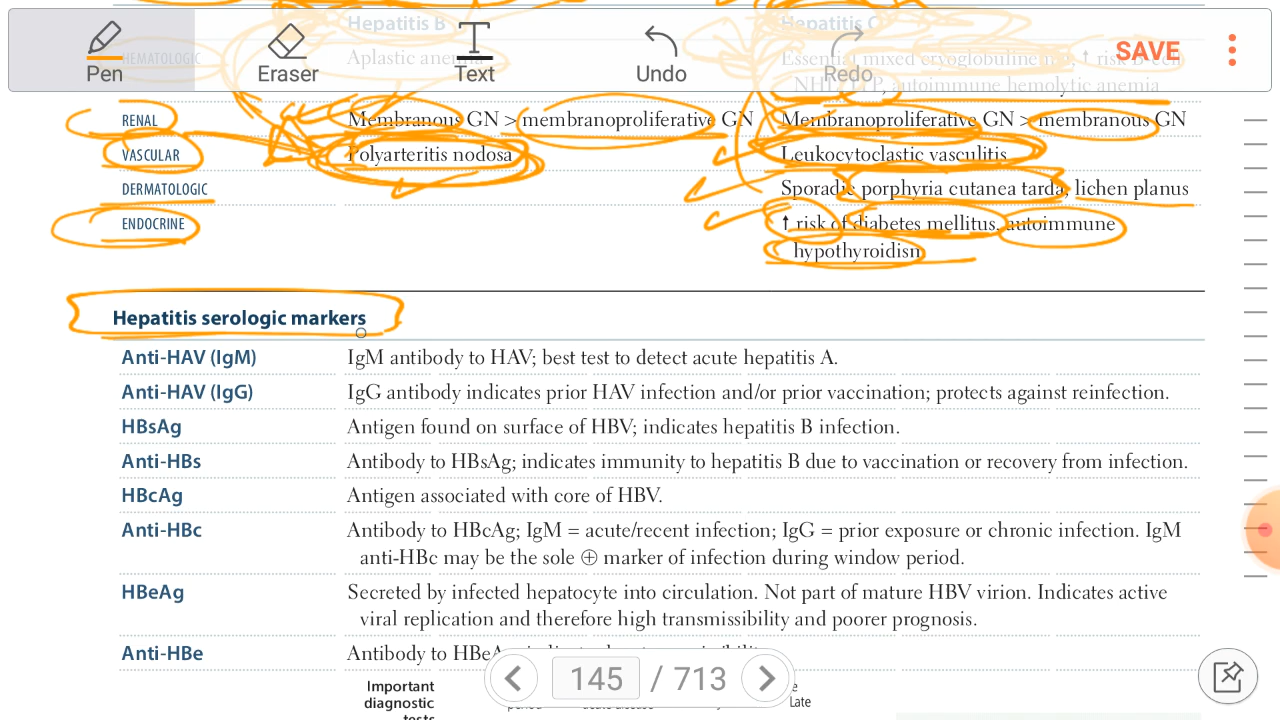 Hepatitis B Hepatitis C
Pen Eraser Text Undo Redo SAVE
HEMATOLOGIC Aplastic anemia Essential mixed cryoglobulinemia, ↑ risk B-cell
NHL, ITP, autoimmune hemolytic anemia
RENAL Membranous GN > membranoproliferative GN Membranoproliferative GN > membranous GN
VASCULAR Polyarteritis nodosa Leukocytoclastic vasculitis
DERMATOLOGIC Sporadic porphyria cutanea tarda, lichen planus
ENDOCRINE ↑ risk of diabetes mellitus, autoimmune
hypothyroidism
Hepatitis serologic markers
Anti-HAV (IgM) IgM antibody to HAV; best test to detect acute hepatitis A.
Anti-HAV (IgG) IgG antibody indicates prior HAV infection and/or prior vaccination; protects against reinfection.
HBsAg Antigen found on surface of HBV; indicates hepatitis B infection.
Anti-HBs Antibody to HBsAg; indicates immunity to hepatitis B due to vaccination or recovery from infection.
HBcAg Antigen associated with core of HBV.
Anti-HBc Antibody to HBcAg; IgM = acute/recent infection; IgG = prior exposure or chronic infection. IgM
anti-HBc may be the sole ⊕ marker of infection during window period.
HBeAg Secreted by infected hepatocyte into circulation. Not part of mature HBV virion. Indicates active
viral replication and therefore high transmissibility and poorer prognosis.
Anti-HBe Antibody to
145 / 713
Important
diagnostic
tests
Late